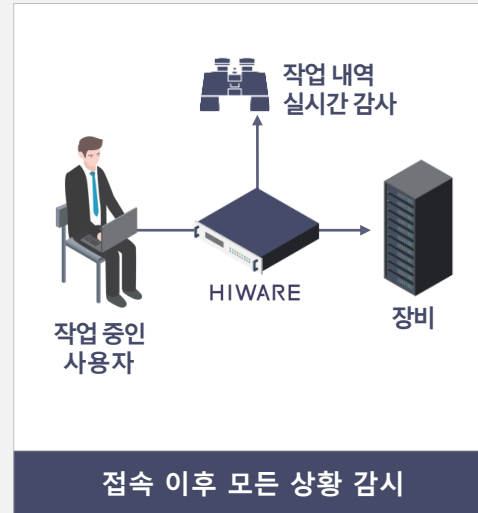 작업 내역
실시간 감사
HIWARE
작업 중인
사용자
장비
접속 이후 모든 상황 감시